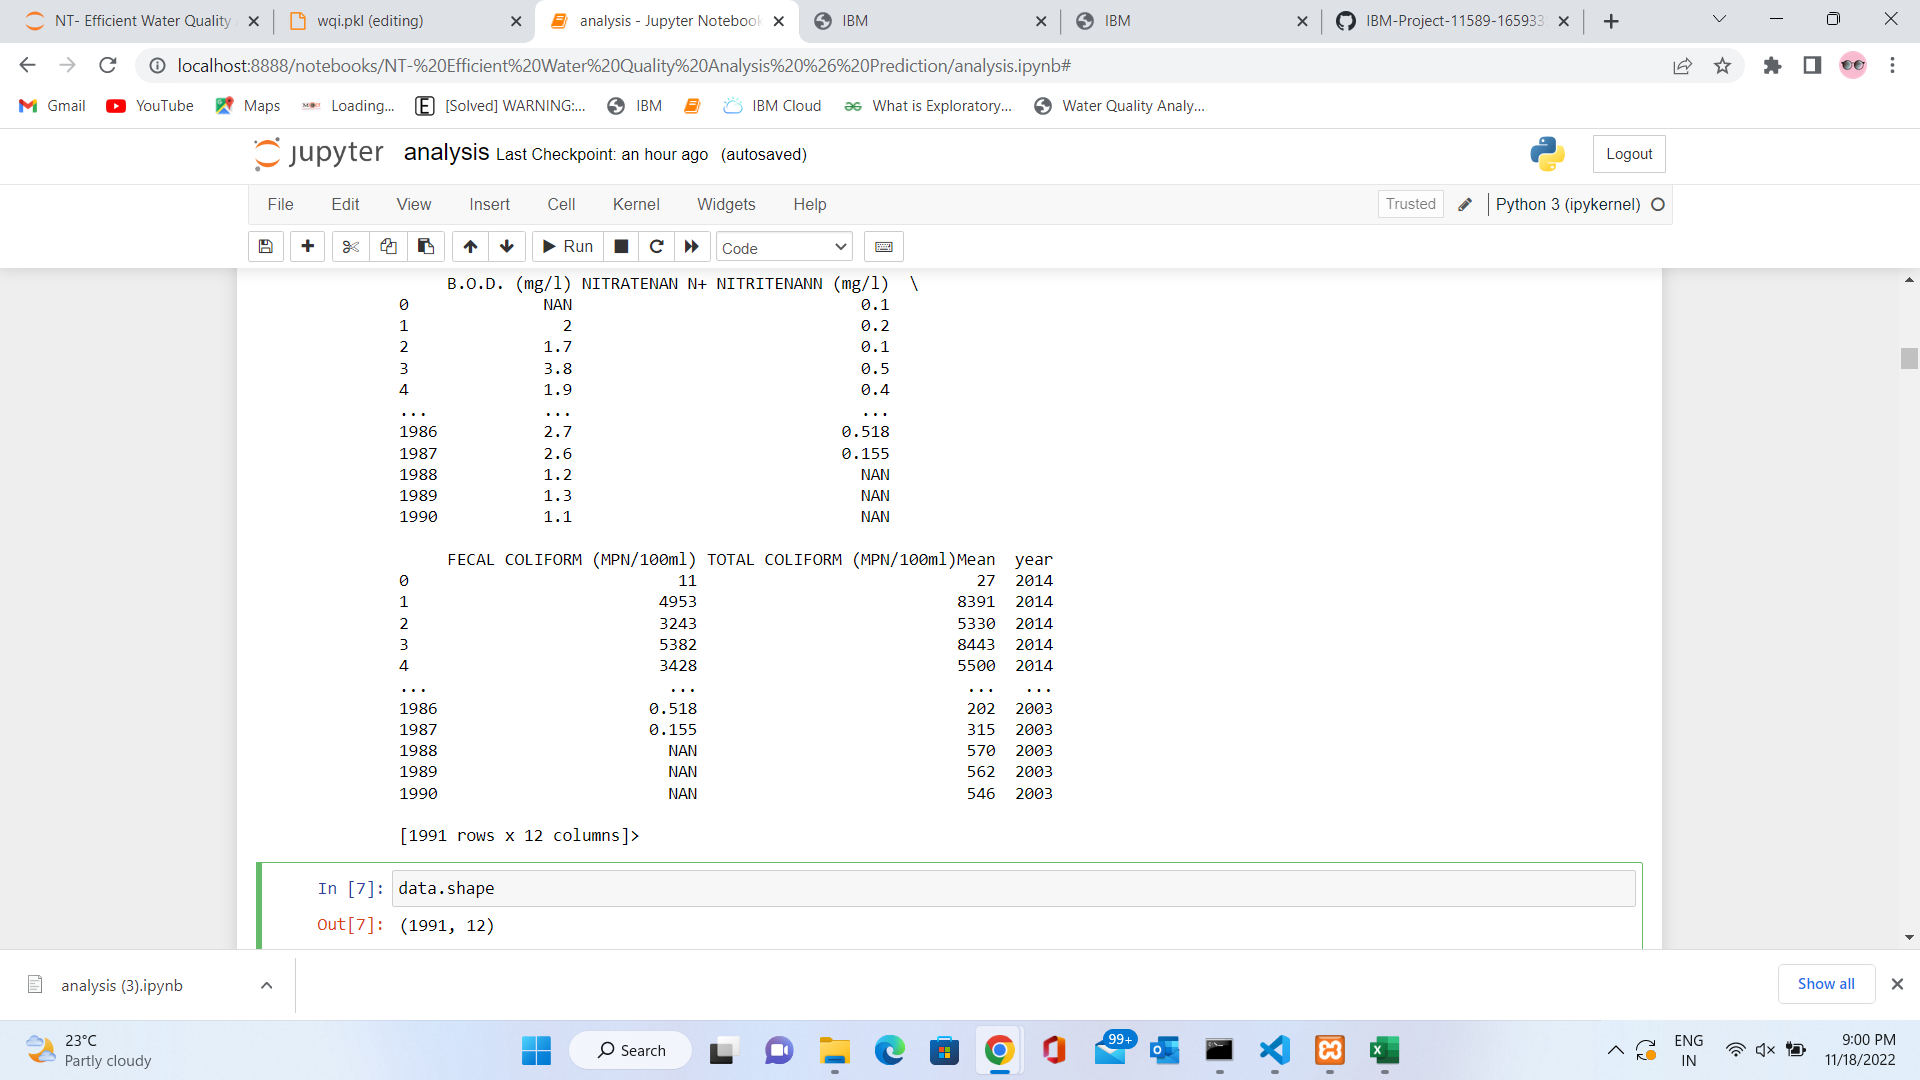 NT- Efficient Water Quality
wqi.pkl (editing)
analysis - Jupyter Notebook
IBM
IBM
IBM-Project-11589-165933
localhost:8888/notebooks/NT-%20Efficient%20Water%20Quality%20Analysis%20%26%20Prediction/analysis.ipynb#
Gmail
YouTube
Maps
Loading...
[Solved] WARNING:...
IBM
IBM Cloud
What is Exploratory...
Water Quality Analy...
jupyter analysis Last Checkpoint: an hour ago (autosaved)
Logout
File Edit View Insert Cell Kernel Widgets Help
Trusted
Python 3 (ipykernel)
Run
Code
B.O.D. (mg/l) NITRATENAN N+ NITRITENANN (mg/l) \
0 NAN 0.1
1 2 0.2
2 1.7 0.1
3 3.8 0.5
4 1.9 0.4
... ... ...
1986 2.7 0.518
1987 2.6 0.155
1988 1.2 NAN
1989 1.3 NAN
1990 1.1 NAN
FECAL COLIFORM (MPN/100ml) TOTAL COLIFORM (MPN/100ml)Mean year
0 11 27 2014
1 4953 8391 2014
2 3243 5330 2014
3 5382 8443 2014
4 3428 5500 2014
... ... ... ...
1986 0.518 202 2003
1987 0.155 315 2003
1988 NAN 570 2003
1989 NAN 562 2003
1990 NAN 546 2003
[1991 rows x 12 columns]>
In [7]: data.shape
Out[7]: (1991, 12)
analysis (3).ipynb
Show all
23°C
Partly cloudy
Search
99+
ENG
IN
9:00 PM
11/18/2022